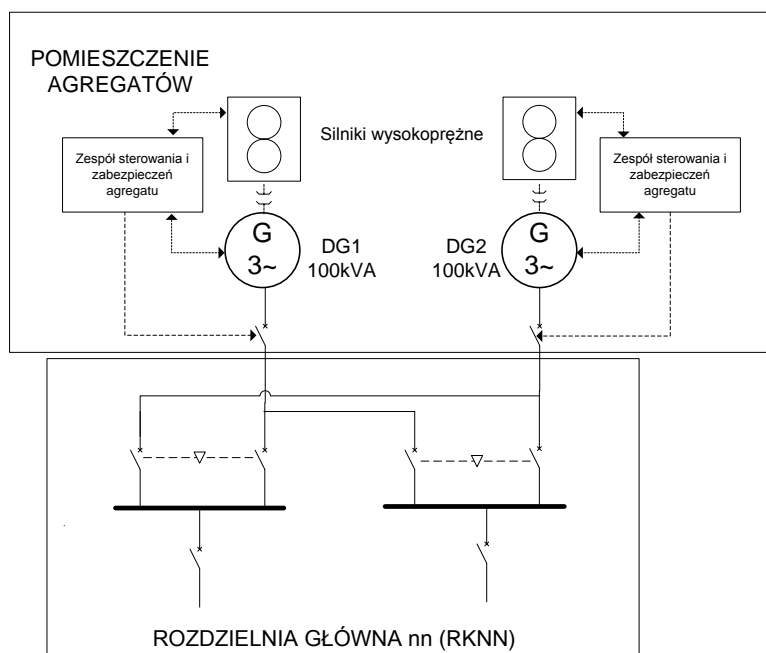 POMIESZCZENIE
AGREGATÓW
Silniki wysokoprężne
Zespół sterowania i
zabezpieczeń
agregatu
Zespół sterowania i
zabezpieczeń
agregatu
G
3~
DG1
100kVA
DG2
100kVA
G
3~
ROZDZIELNIA GŁÓWNA nn (RKNN)